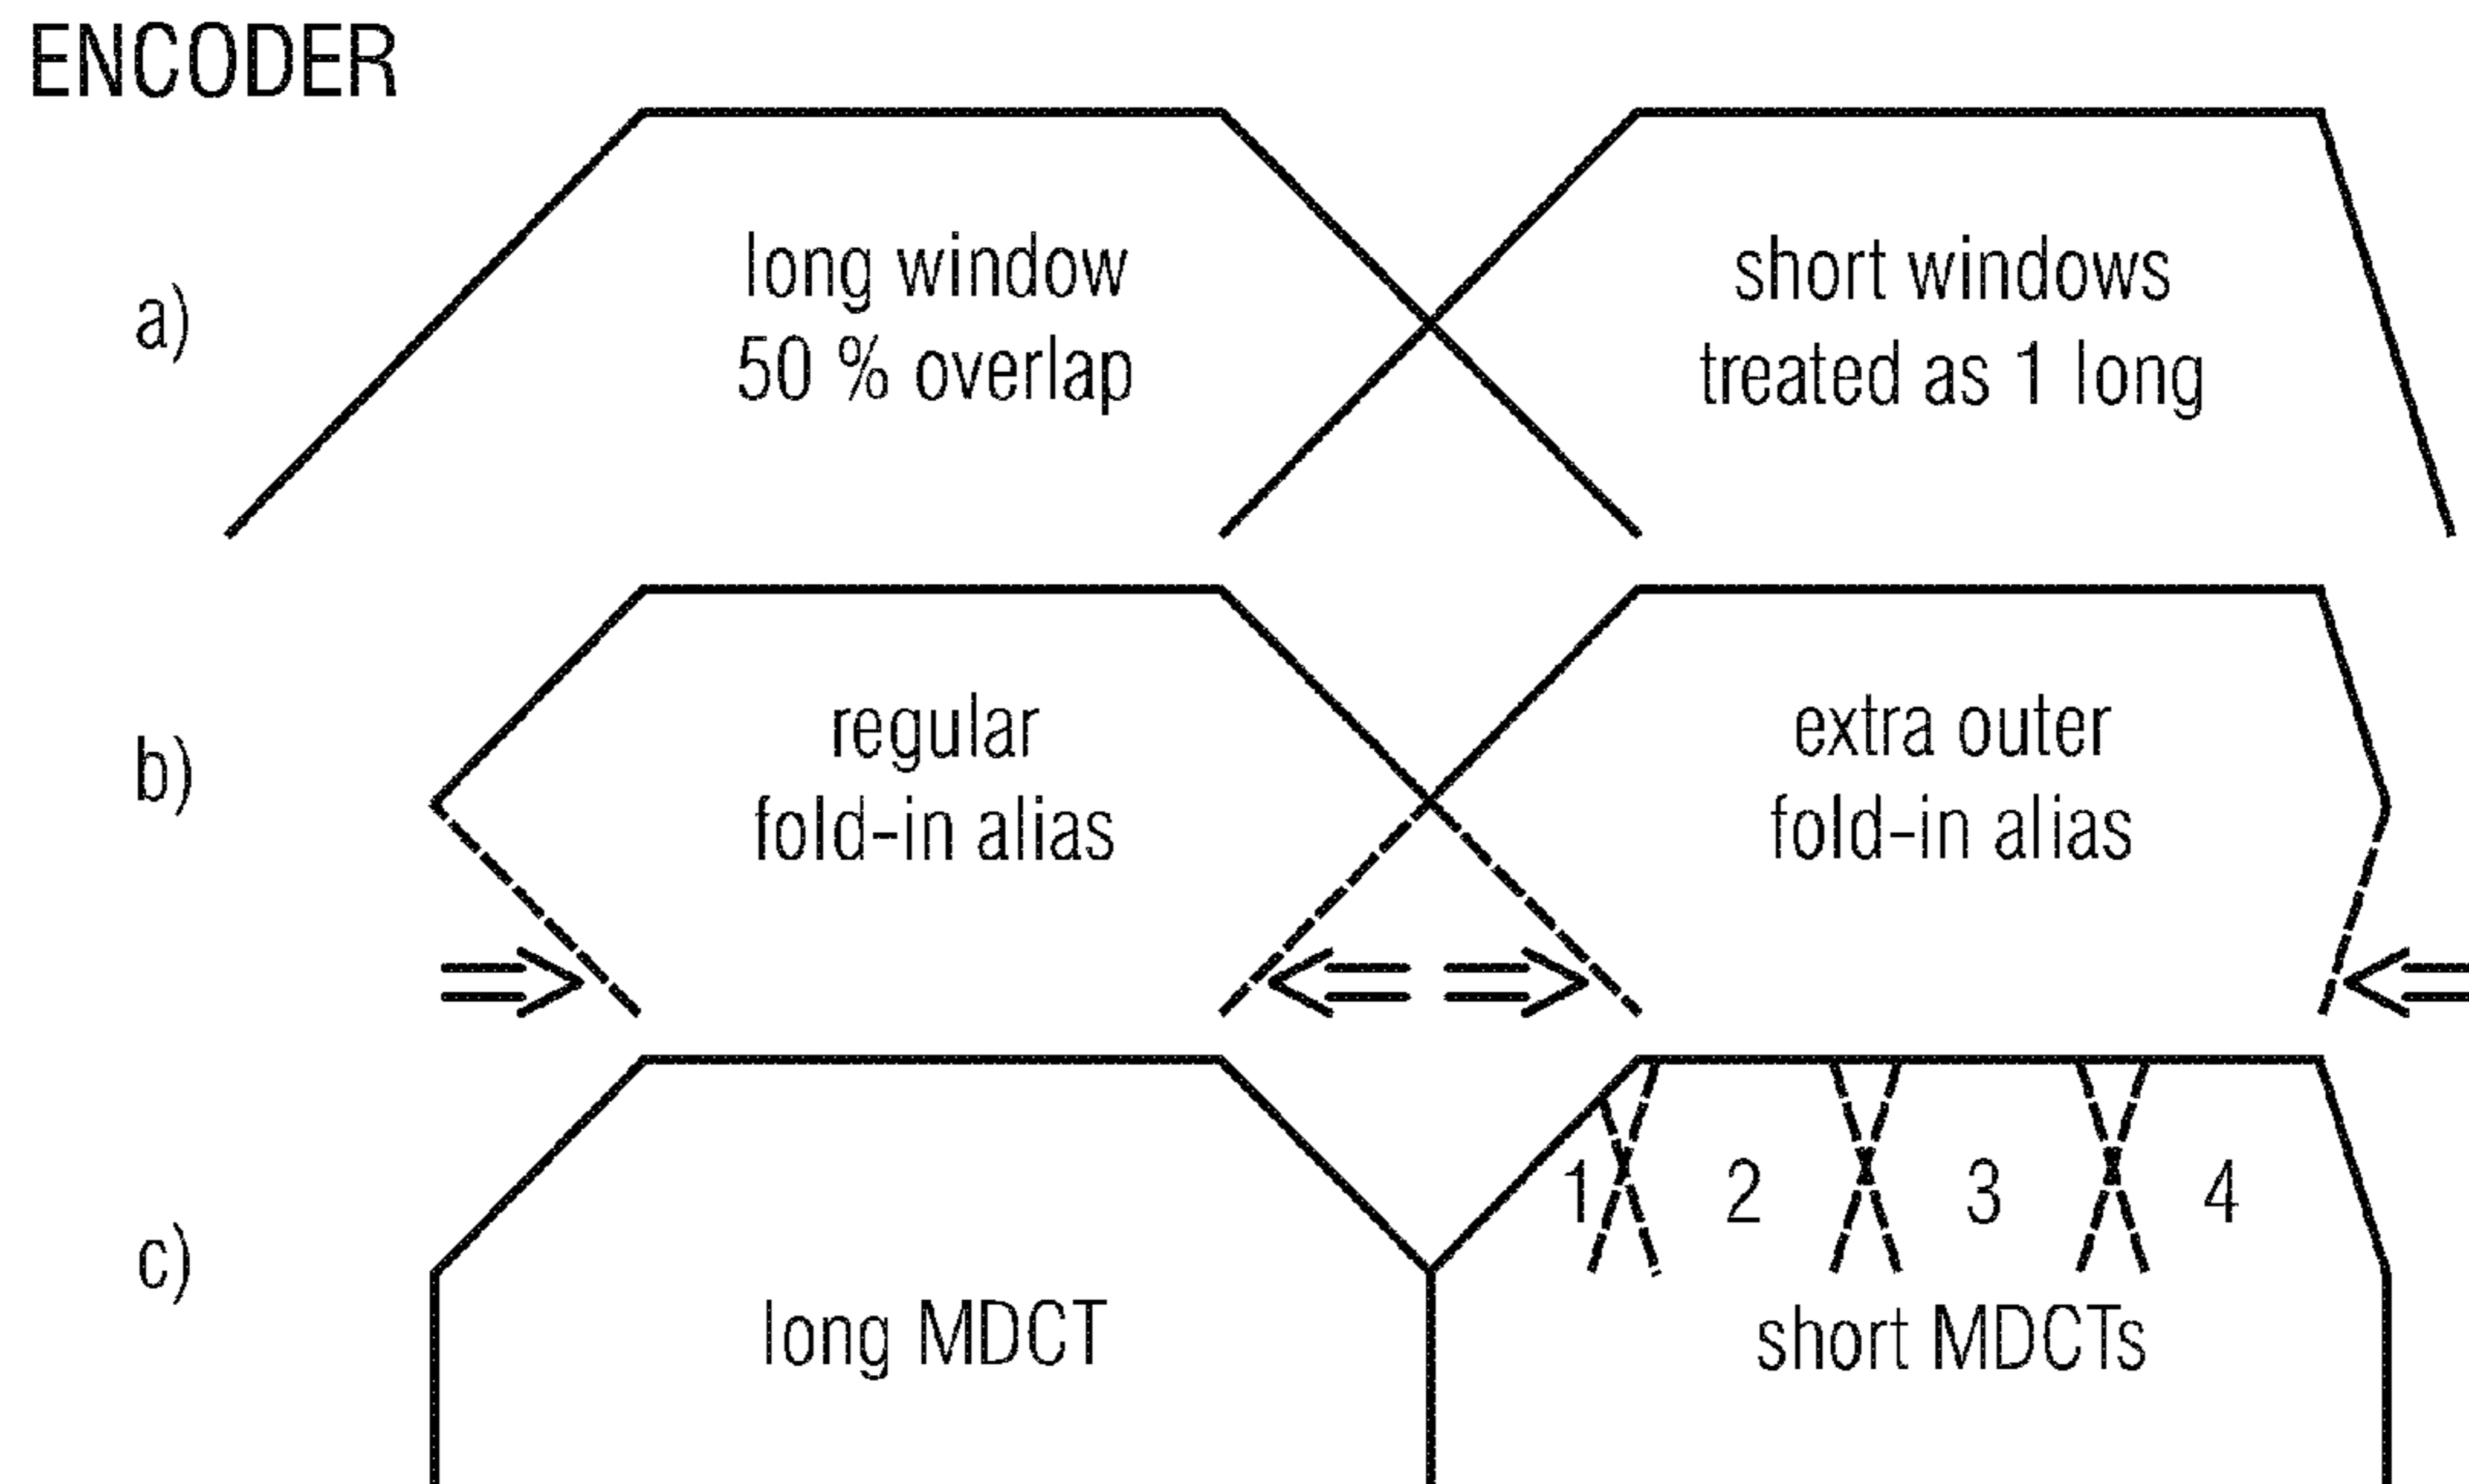 ENCODER
a)
long window
50 % overlap
short windows
treated as 1 long
b)
regular
fold-in alias
extra outer
fold-in alias
c)
1 2 3 4
long MDCT
short MDCTs